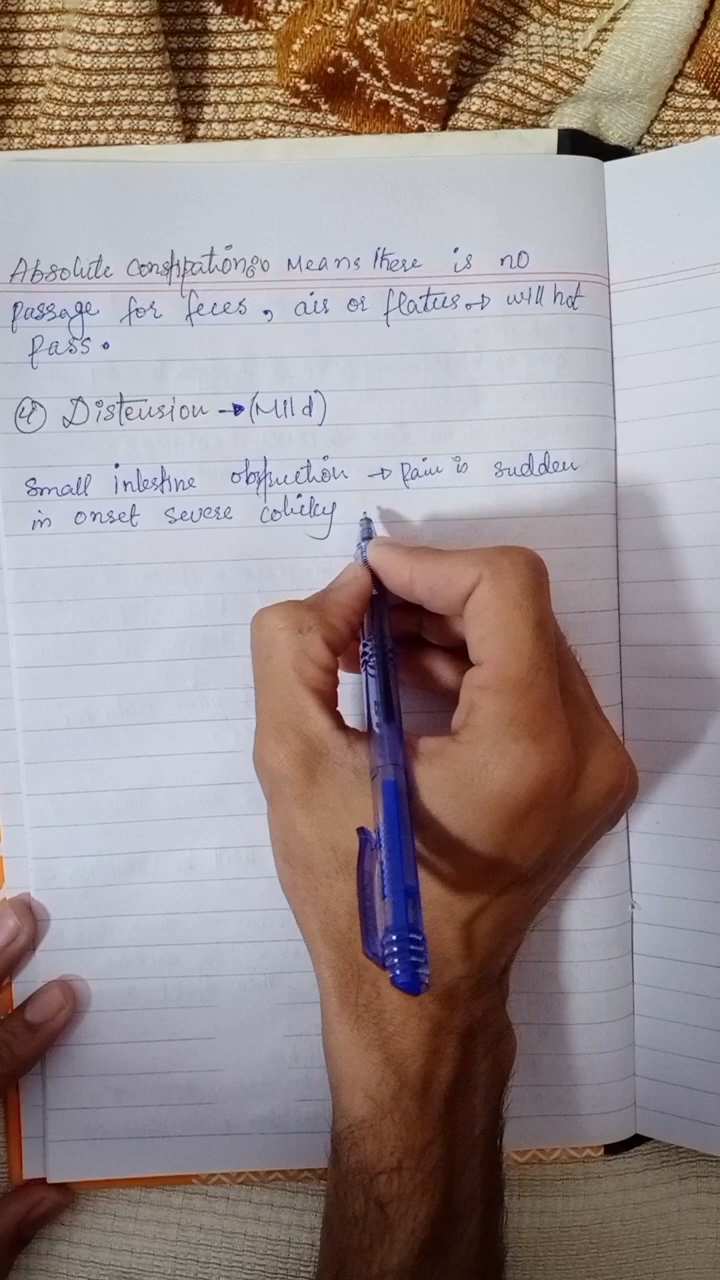 Absolute Constipation:o Means there is no
passage for feces, air or flatus → will not
pass.
④ Distension → (Mild)
Small intestine obstruction → Pain is sudden
in onset severe colicky